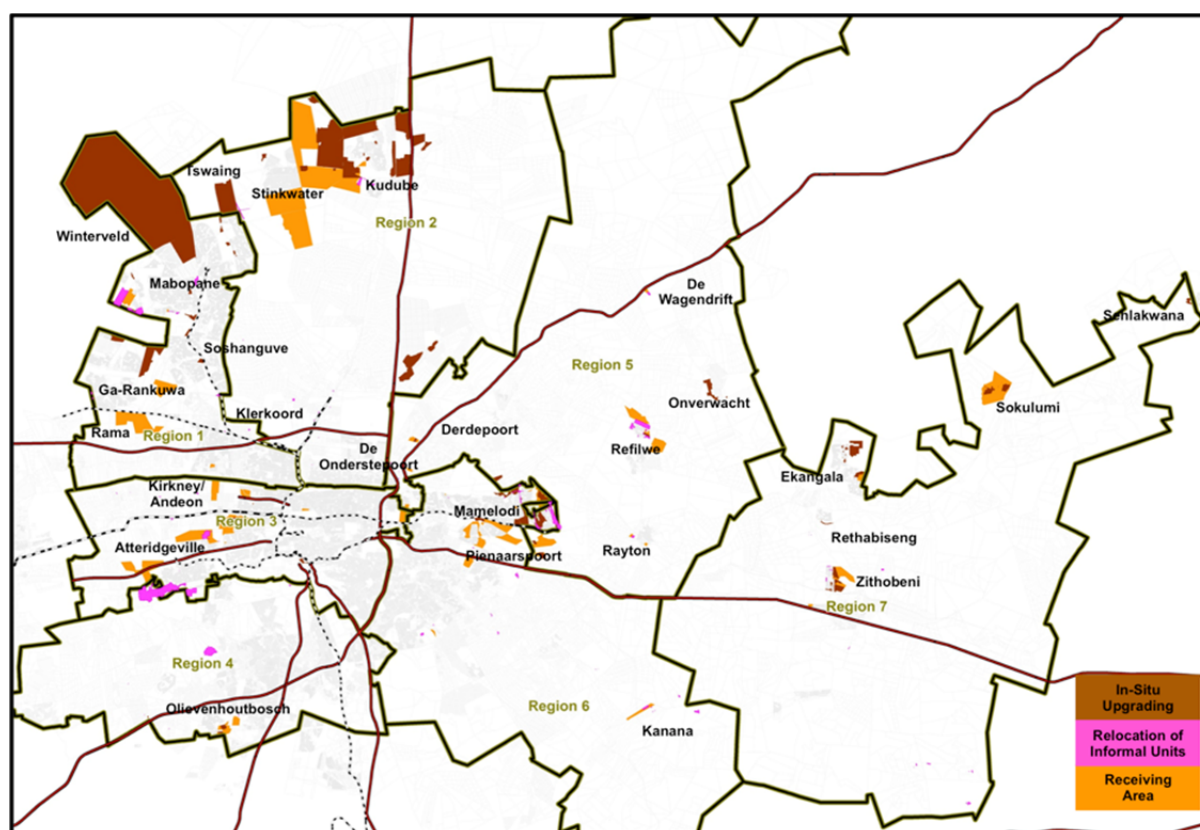 Tswaing
Stinkwater
Kudube
Region 2
Winterveld
Mabopane
De
Wagendrift
Sehlakwana
Soshanguve
Region 5
Ga-Rankuwa
Onverwacht
Sokulumi
Klerkoord
Rama
Region 1
De
Onderstepoort
Derdepoort
Refilwe
Ekangala
Kirkney/
Andeon
Region 3
Mamelodi
Atteridgeville
Pienaarspoort
Rayton
Rethabiseng
Zithobeni
Region 7
Region 4
Olievenhoutbosch
Region 6
Kanana
In-Situ
Upgrading
Relocation of
Informal Units
Receiving
Area